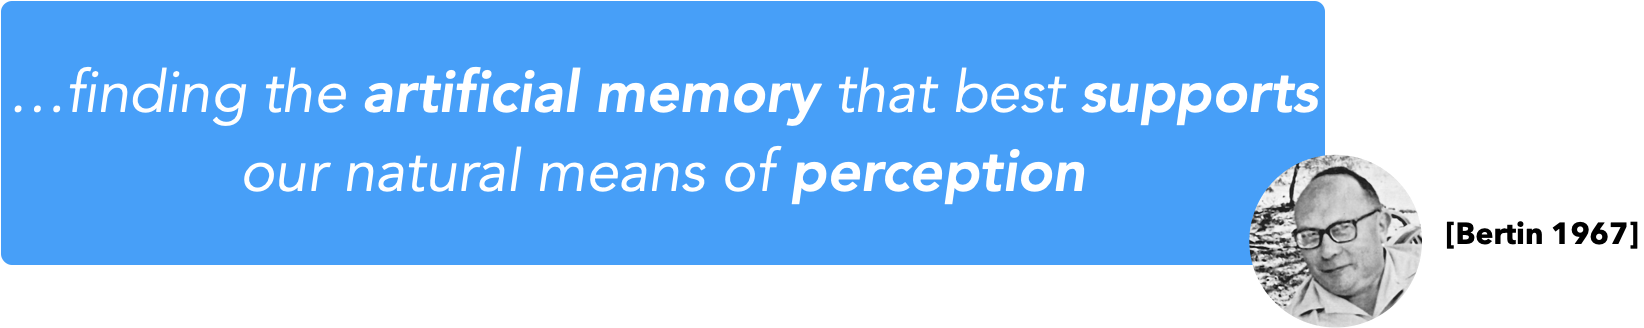 …finding the artificial memory that best supports
our natural means of perception
[Bertin 1967]